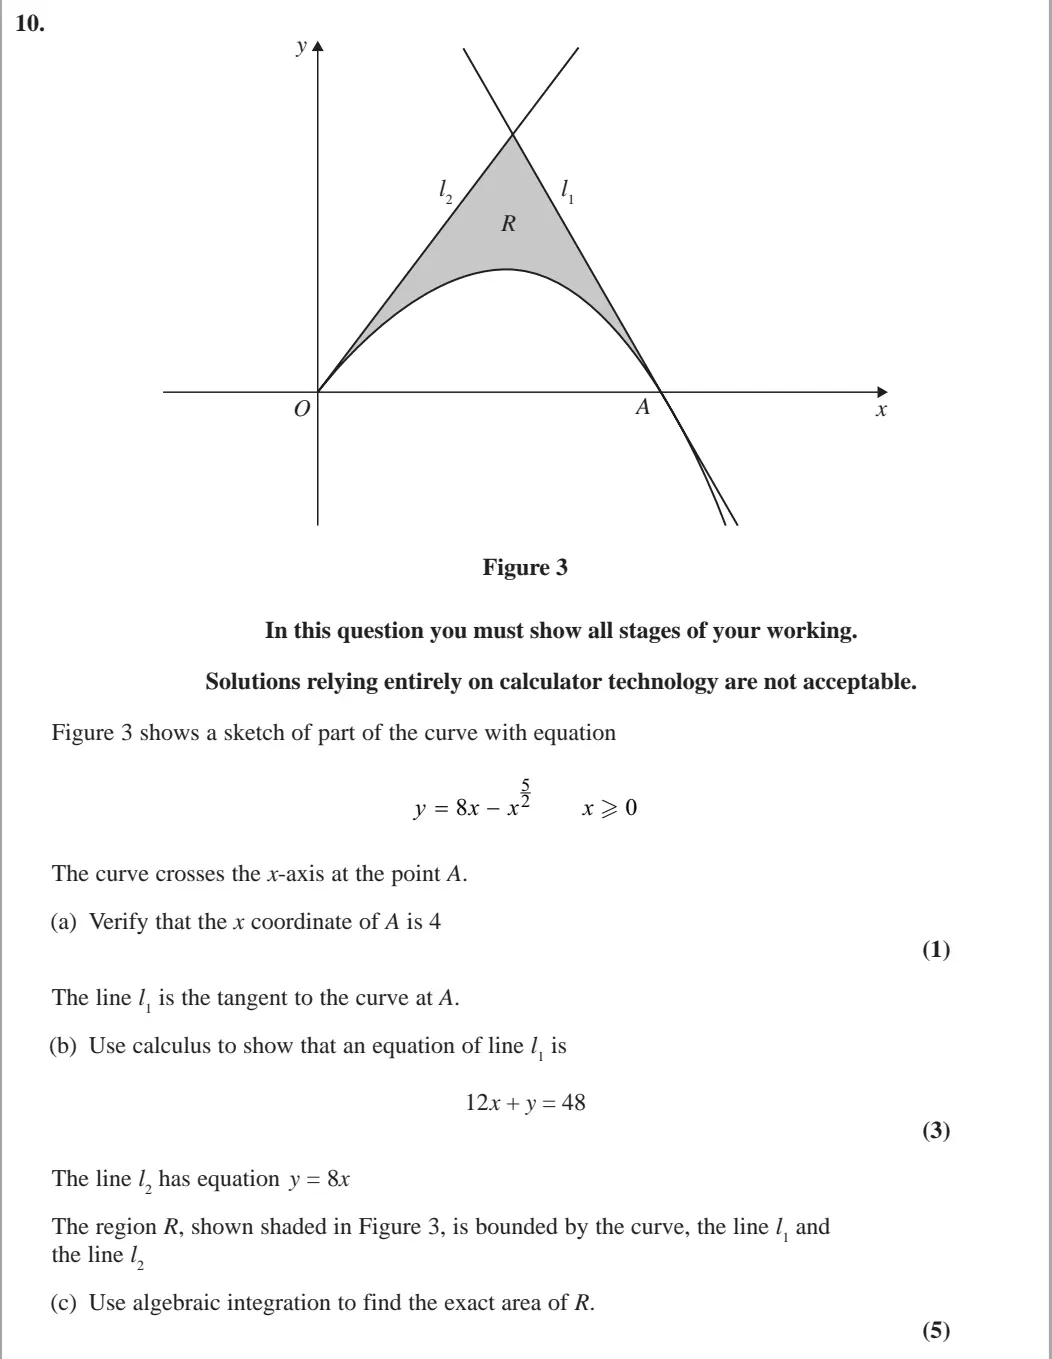 10.
y
l2
l1
R
O
A
x
Figure 3
In this question you must show all stages of your working.
Solutions relying entirely on calculator technology are not acceptable.
Figure 3 shows a sketch of part of the curve with equation
y = 8x − x^(5/2)    x ⩾ 0
The curve crosses the x-axis at the point A.
(a) Verify that the x coordinate of A is 4
(1)
The line l1 is the tangent to the curve at A.
(b) Use calculus to show that an equation of line l1 is
12x + y = 48
(3)
The line l2 has equation y = 8x
The region R, shown shaded in Figure 3, is bounded by the curve, the line l1 and
the line l2
(c) Use algebraic integration to find the exact area of R.
(5)